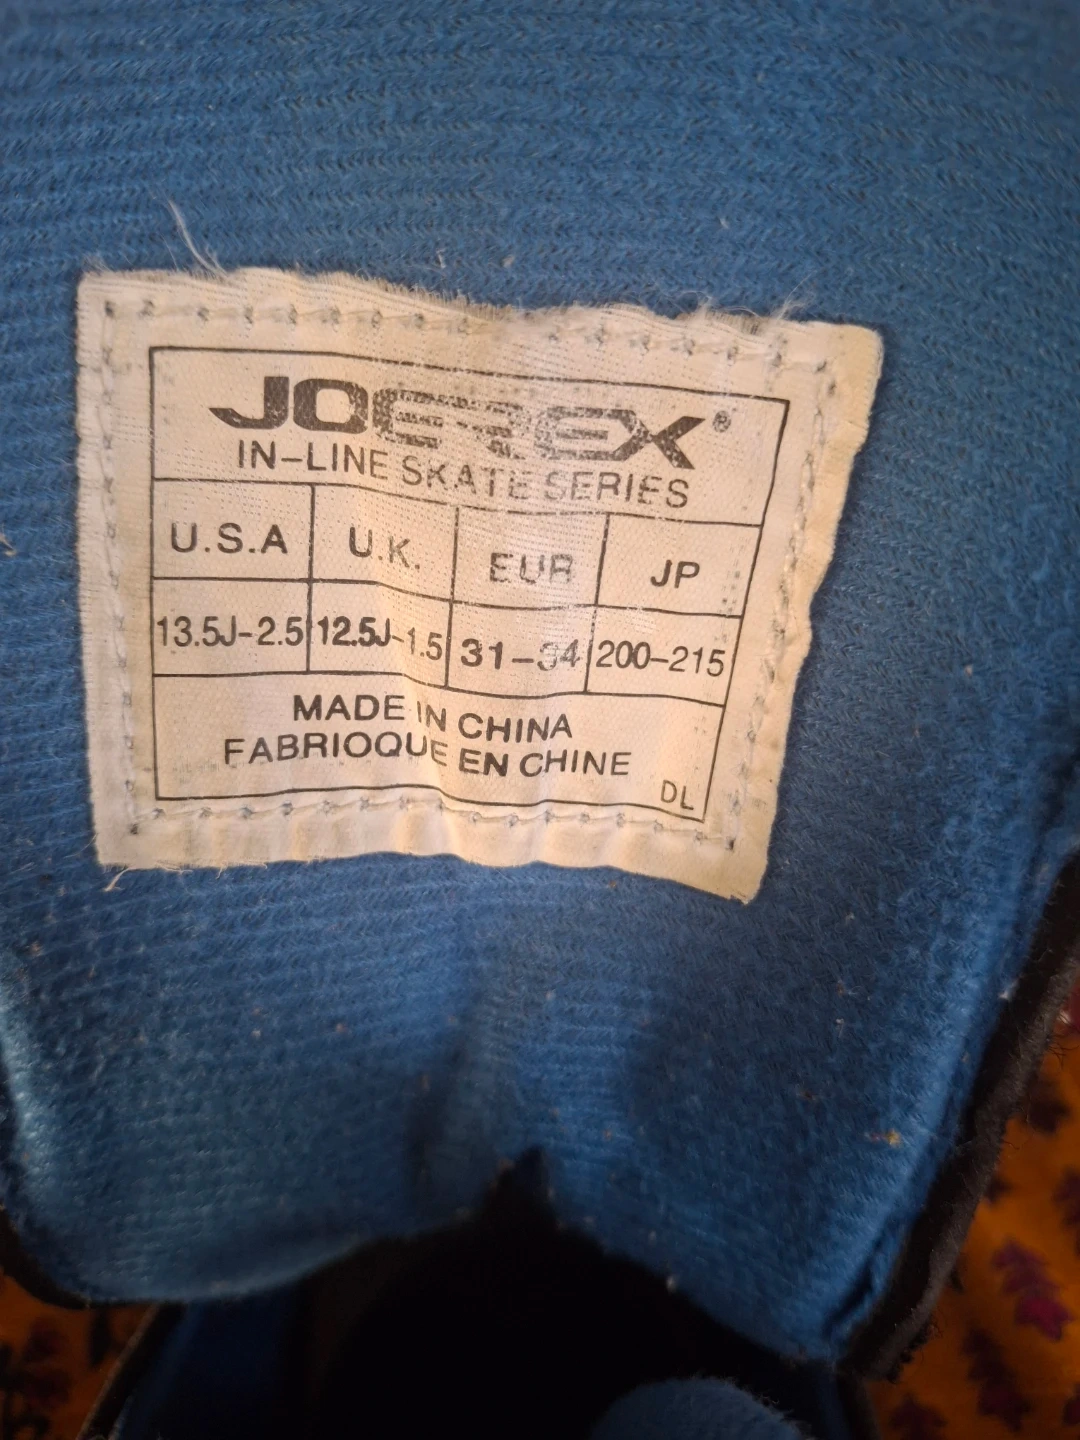 JOEREX®
IN-LINE SKATE SERIES
U.S.A U.K. EUR JP
13.5J-2.5 12.5J-1.5 31-34 200-215
MADE IN CHINA
FABRIOQUE EN CHINE
DL